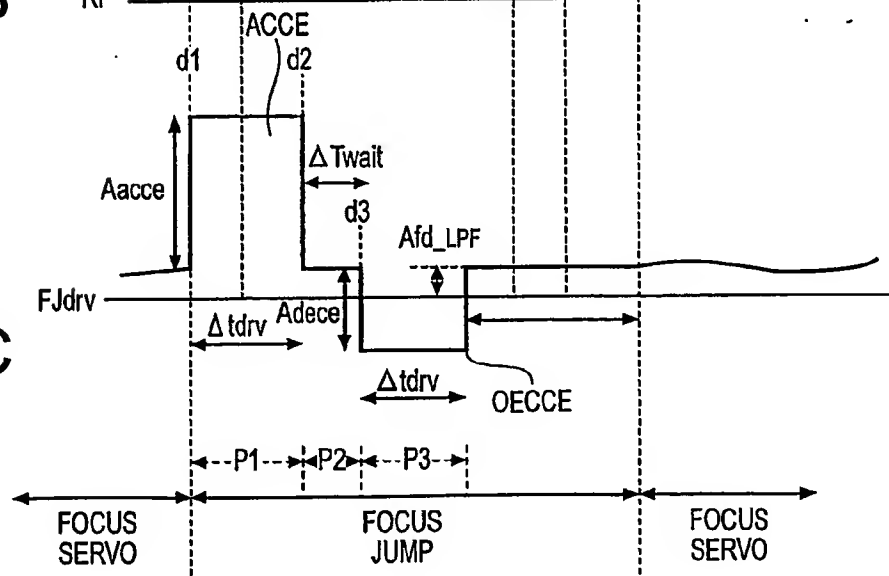 ACCE
d1
d2
ΔTwait
Aacce
d3
Afd_LPF
FJdrv
Δtdrv
Adece
Δtdrv
OECCE
P1
P2
P3
FOCUS
SERVO
FOCUS
JUMP
FOCUS
SERVO